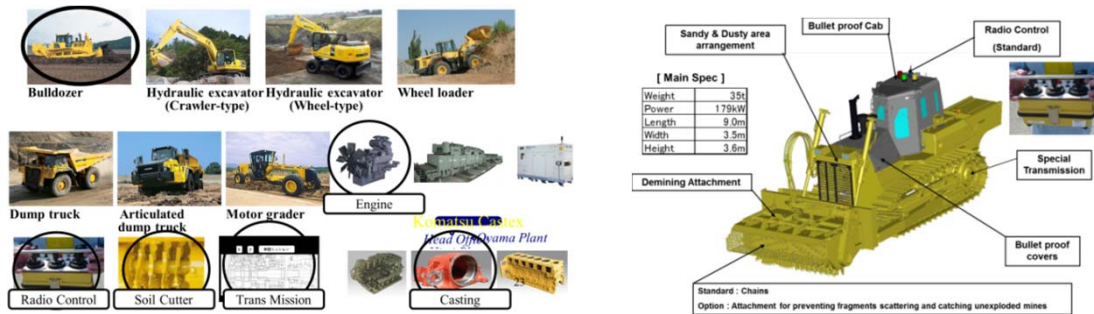 Bulldozer
Hydraulic excavator
(Crawler-type)
Hydraulic excavator
(Wheel-type)
Wheel loader
Dump truck
Articulated
dump truck
Motor grader
Engine
Komatsu Castex
Head Off
Oyama Plant
23
Radio Control
Soil Cutter
Trans Mission
Casting
Sandy & Dusty area
arrangement
Bullet proof Cab
Radio Control
(Standard)
[ Main Spec ]
Weight 35t
Power 179kW
Length 9.0m
Width 3.5m
Height 3.6m
Demining Attachment
Special
Transmission
Bullet proof
covers
Standard : Chains
Option : Attachment for preventing fragments scattering and catching unexploded mines